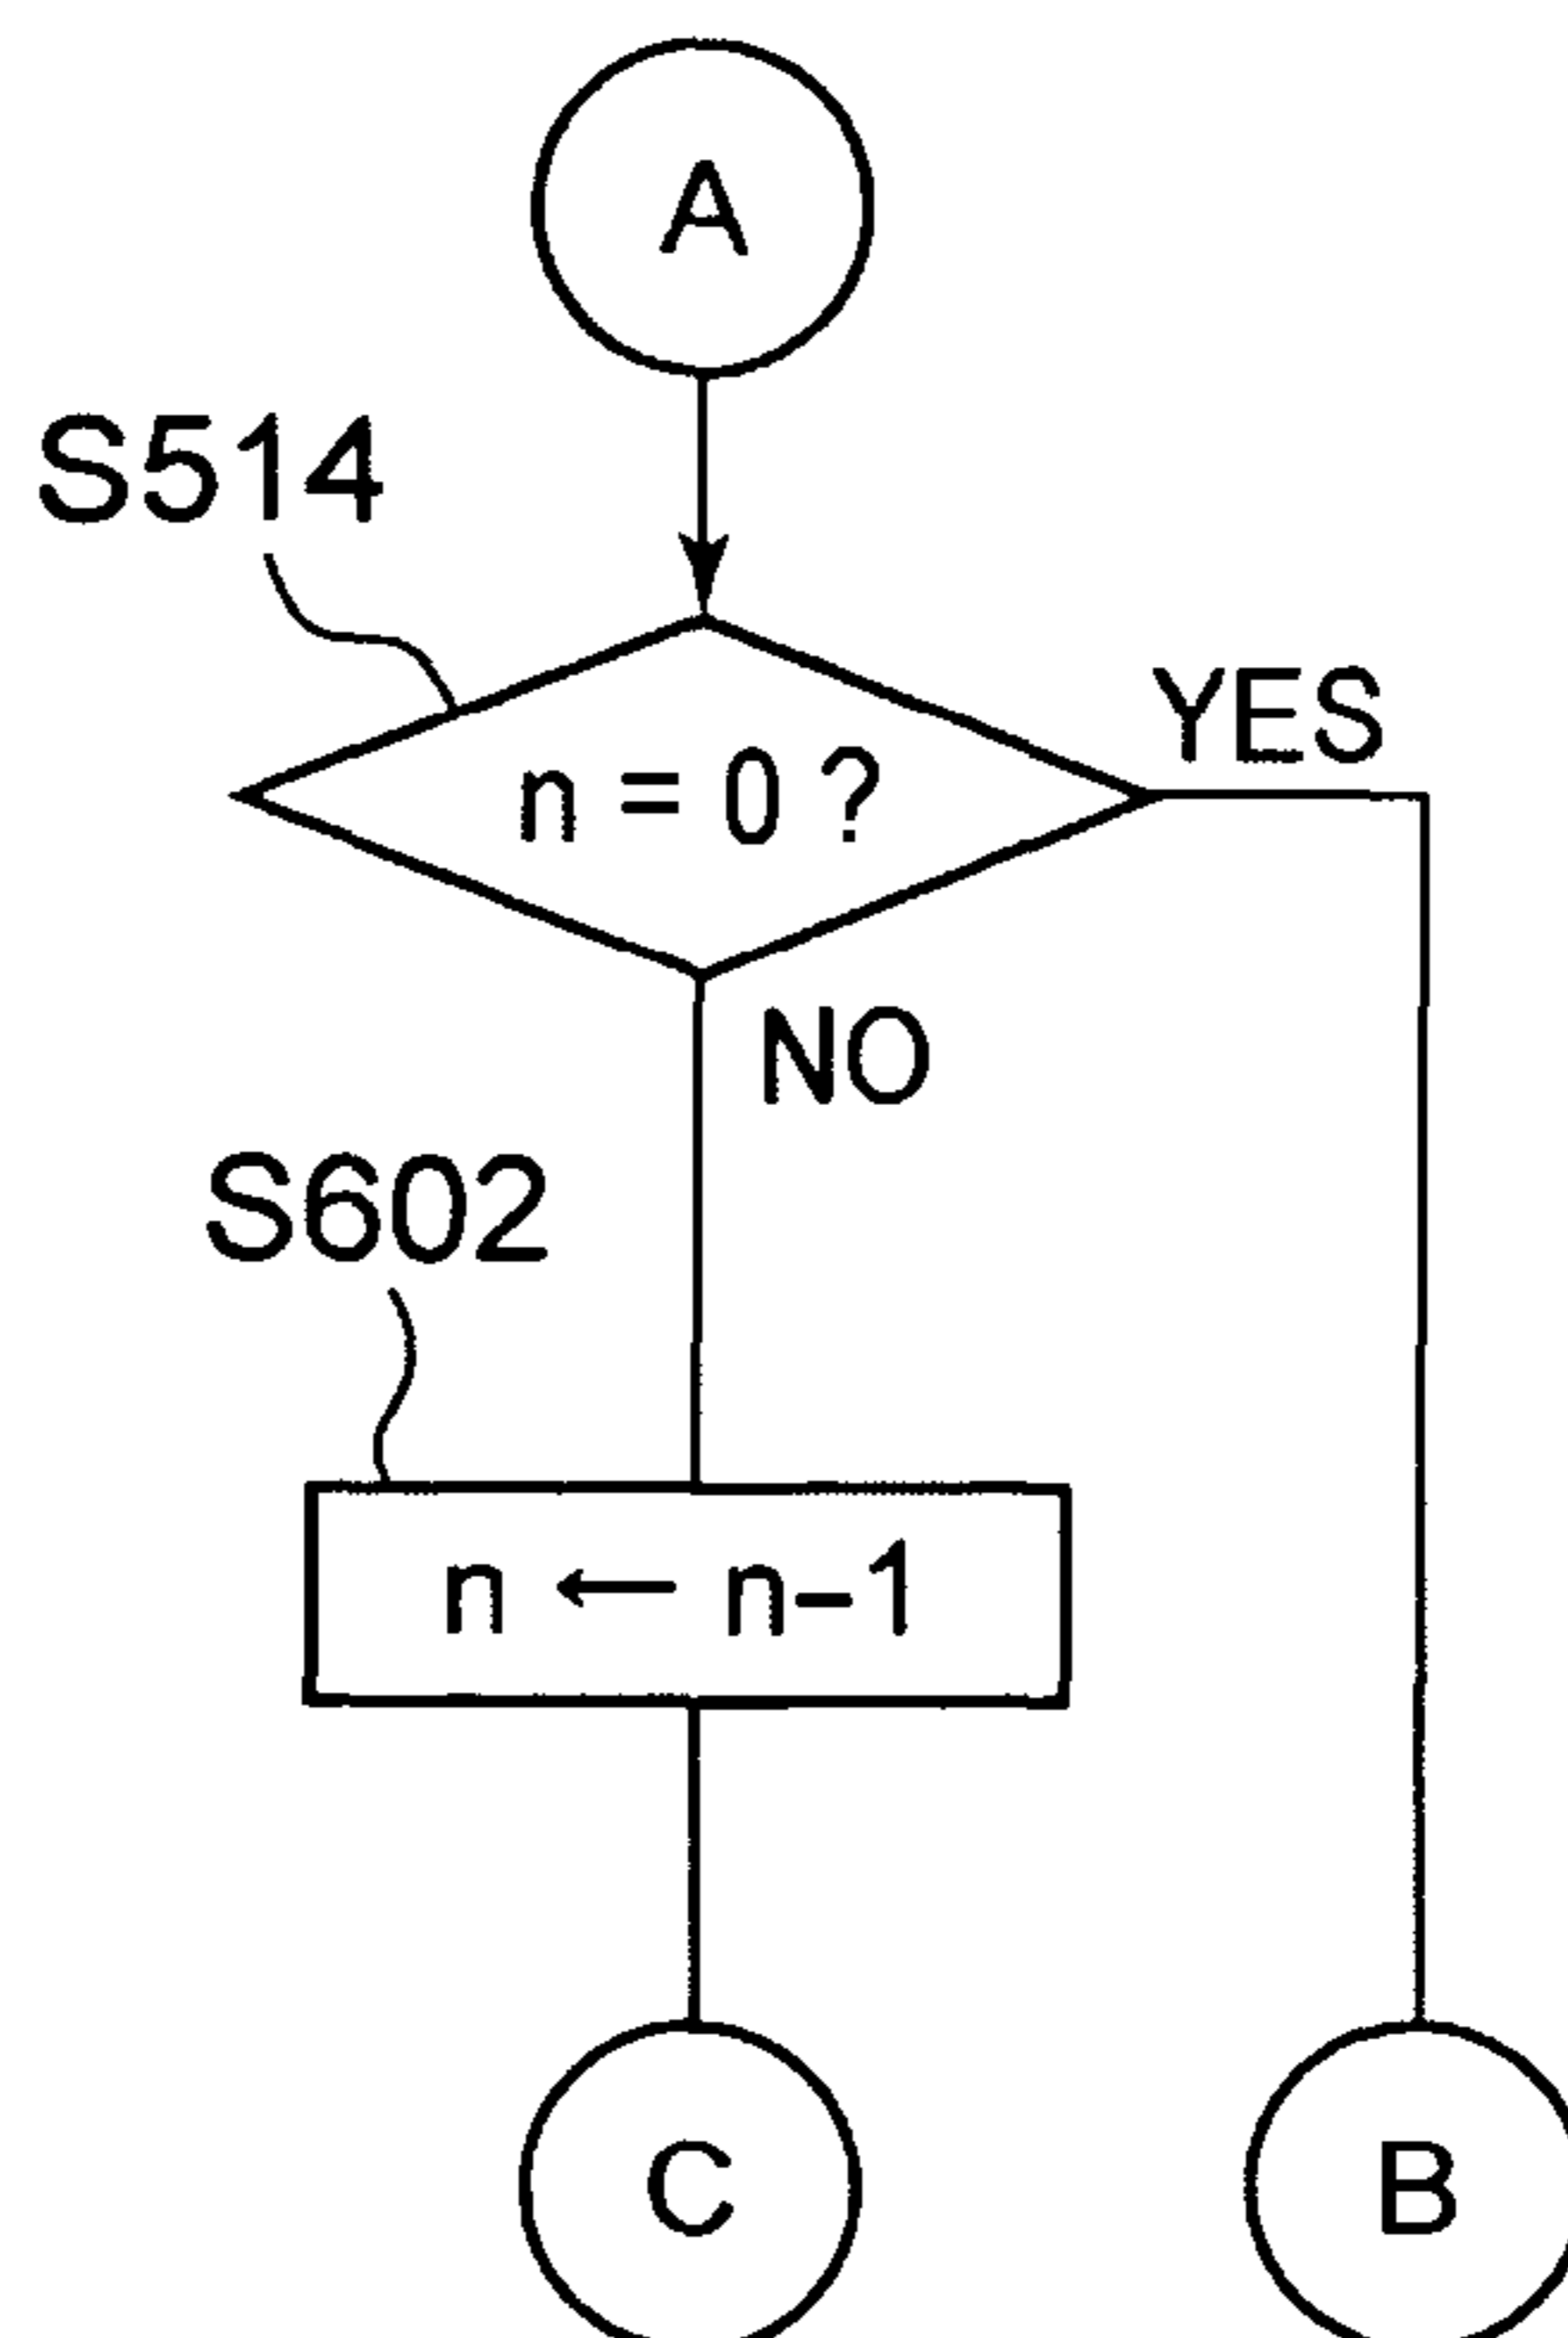 A
S514
YES
n = 0 ?
NO
S602
n ← n-1
C
B